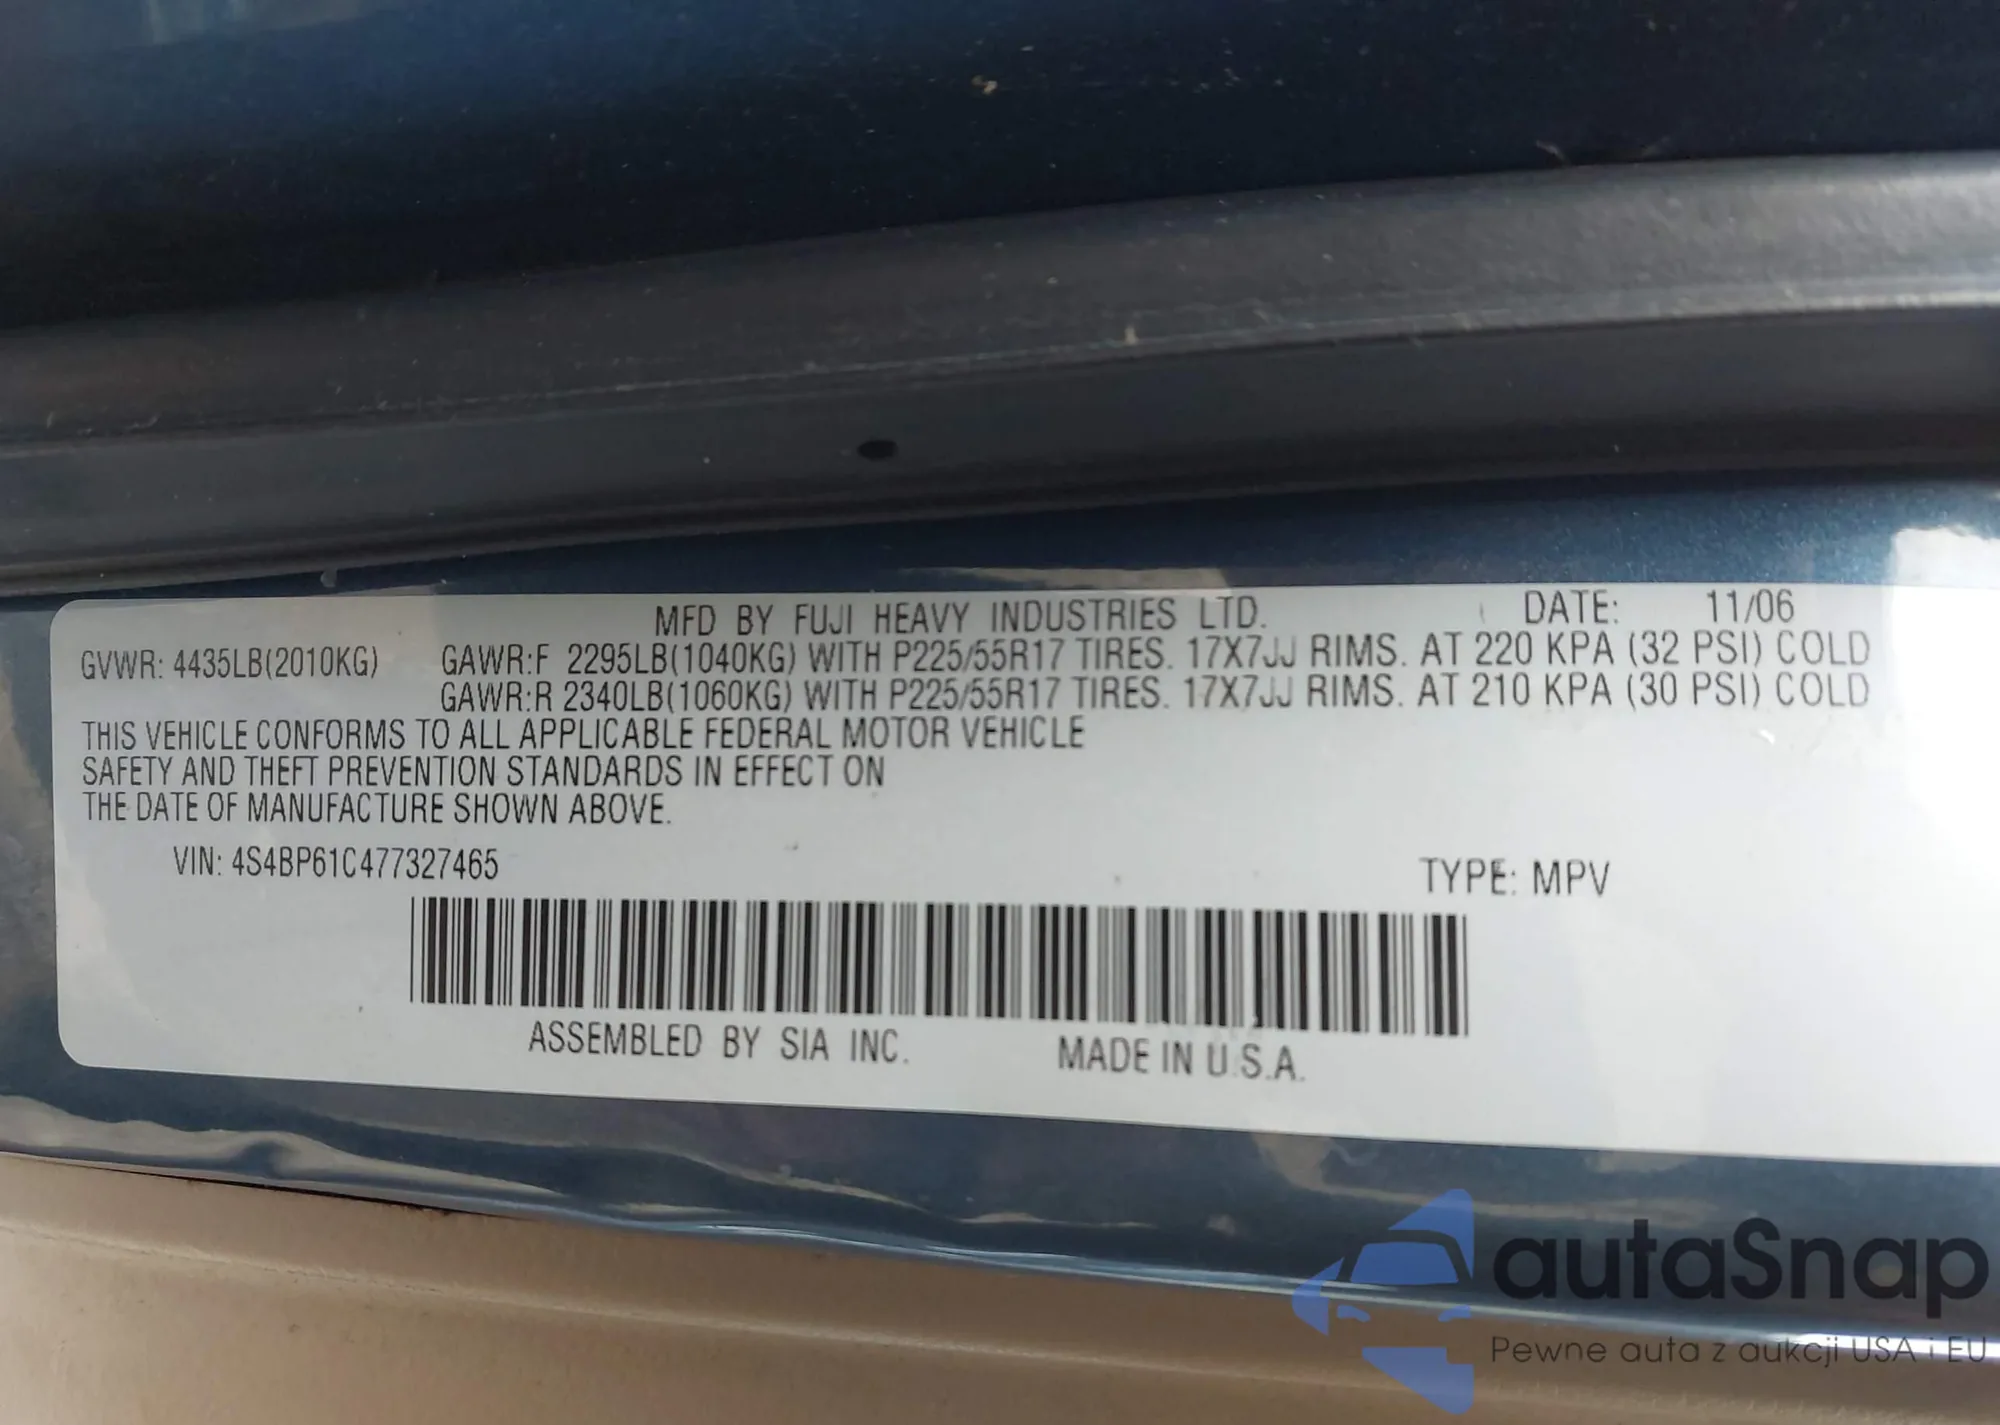 MFD BY FUJI HEAVY INDUSTRIES LTD. DATE: 11/06
GVWR: 4435LB(2010KG) GAWR:F 2295LB(1040KG) WITH P225/55R17 TIRES. 17X7JJ RIMS. AT 220 KPA (32 PSI) COLD
GAWR:R 2340LB(1060KG) WITH P225/55R17 TIRES. 17X7JJ RIMS. AT 210 KPA (30 PSI) COLD
THIS VEHICLE CONFORMS TO ALL APPLICABLE FEDERAL MOTOR VEHICLE
SAFETY AND THEFT PREVENTION STANDARDS IN EFFECT ON
THE DATE OF MANUFACTURE SHOWN ABOVE.
VIN: 4S4BP61C477327465 TYPE: MPV
ASSEMBLED BY SIA INC. MADE IN U.S.A.
autaSnap
Pewne auta z aukcji USA i EU